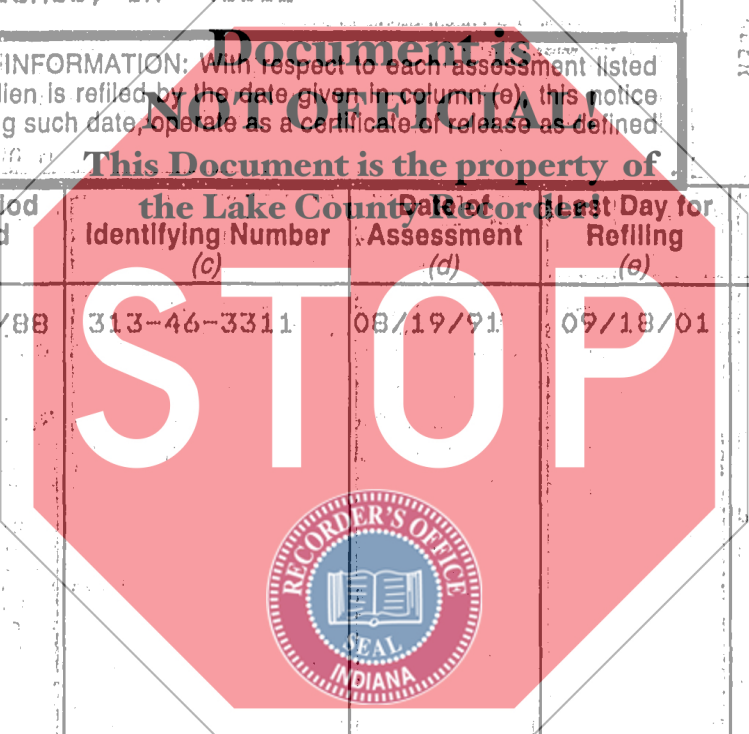 Document is
INFORMATION: With respect to each assessment listed
lien is refiled by the date given in column (e), this notice
NOT OFFICIAL!
g such date, operate as a certificate of release as defined
This Document is the property of
the Lake County Recorder!
Identifying Number
(c)
Date of
Assessment
(d)
Last Day for
Refiling
(e)
/88 313-46-3311 08/19/91 09/18/01
STOP
RECORDER'S OFFICE
SEAL
INDIANA